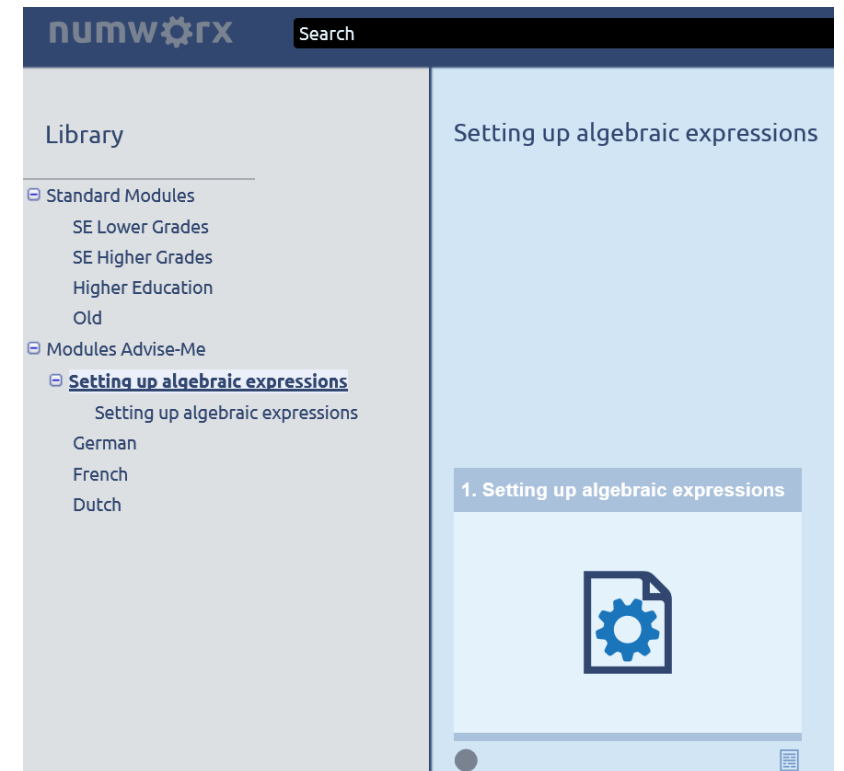 numworx
Search
Library
Standard Modules
SE Lower Grades
SE Higher Grades
Higher Education
Old
Modules Advise-Me
Setting up algebraic expressions
Setting up algebraic expressions
German
French
Dutch
Setting up algebraic expressions
1. Setting up algebraic expressions